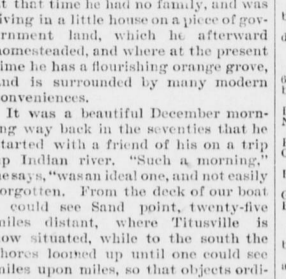 at that time he had no family, and was
iving in a little house on a piece of gov-
ernment land, which he afterward
omesteaded, and where at the present
ime he has a flourishing orange grove,
nd is surrounded by many modern
onveniences.
It was a beautiful December morn-
ng way back in the seventies that he
tarted with a friend of his on a trip
p Indian river. "Such a morning,"
e says, "was an ideal one, and not easily
orgotten. From the deck of our boat
could see Sand point, twenty-five
iles distant, where Titusville is
ow situated, while to the south the
hores loomed up until one could see
iles upon miles, so that objects ordi-